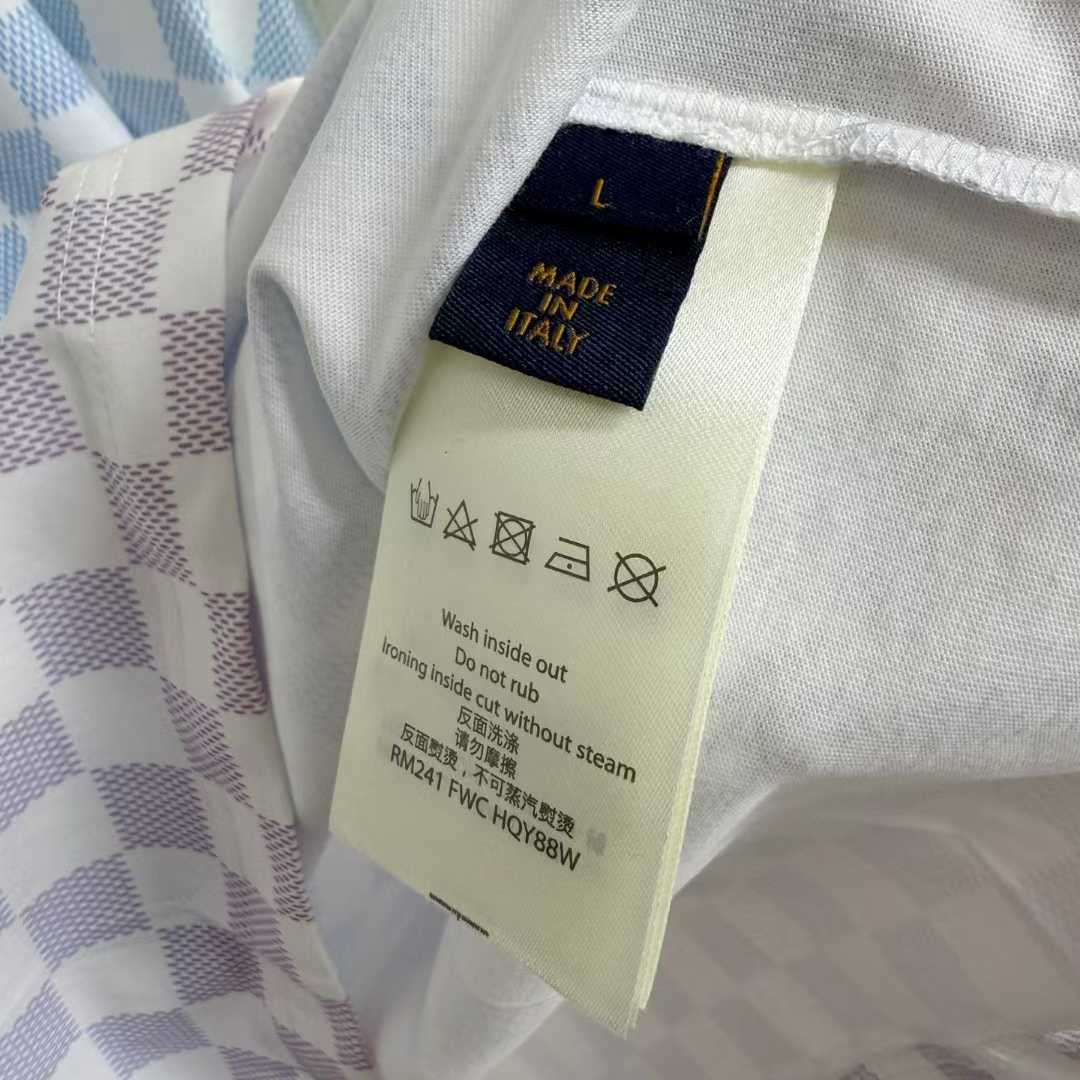 L
MADE
IN
ITALY
Wash inside out
Do not rub
Ironing inside cut without steam
反面洗涤
请勿摩擦
反面熨烫，不可蒸汽熨烫
RM241 FWC HQY88W